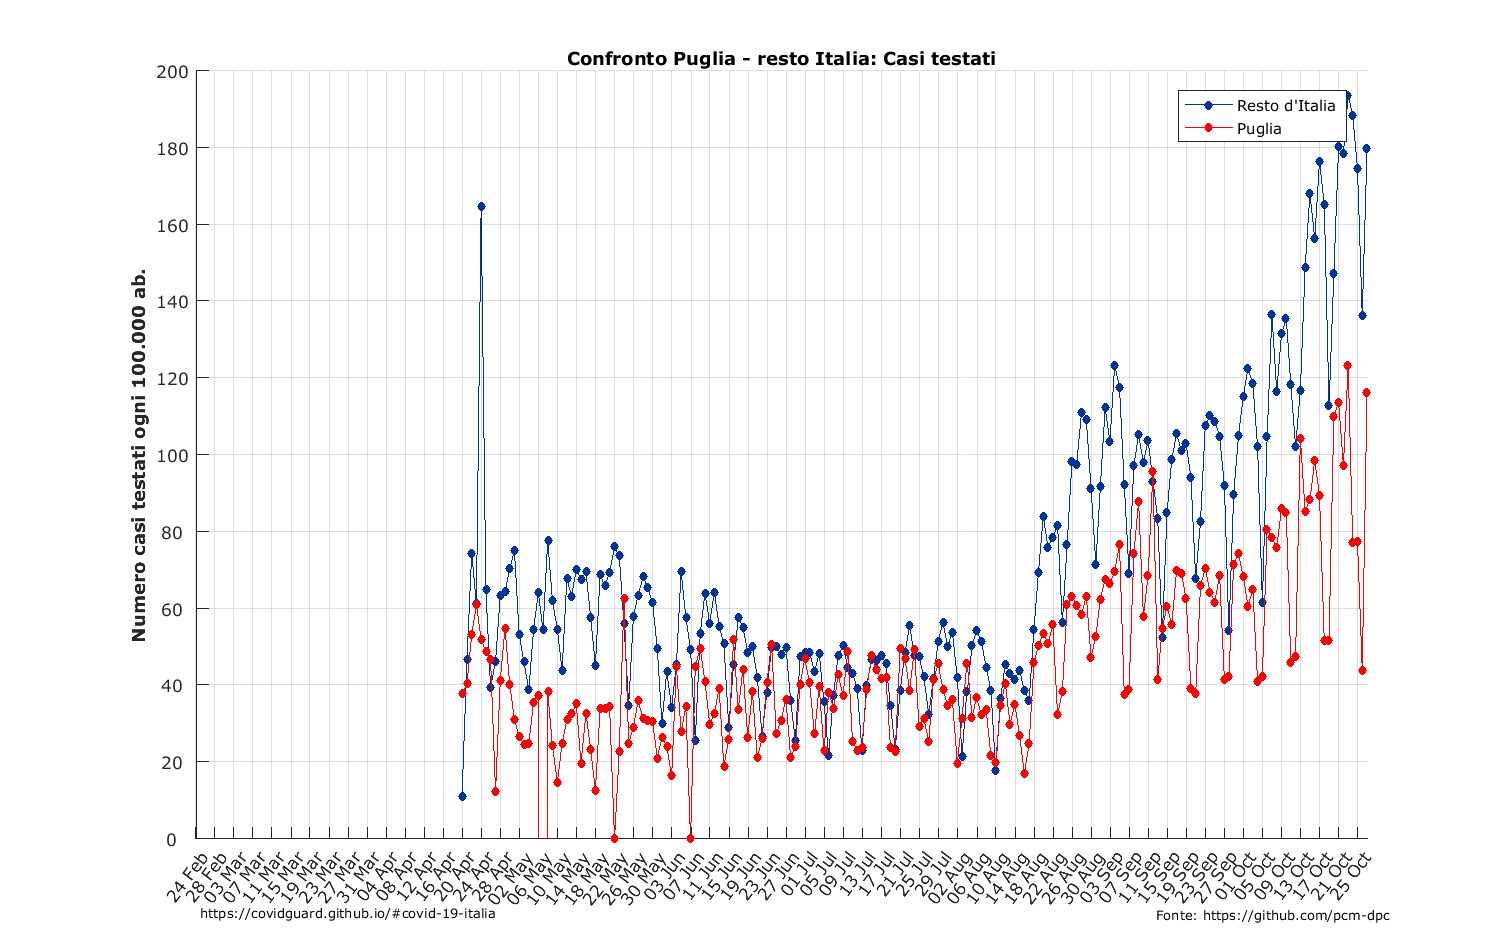 Confronto Puglia - resto Italia: Casi testati
Numero casi testati ogni 100.000 ab.
200
180
160
140
120
100
80
60
40
20
0
Resto d'Italia
Puglia
24 Feb
28 Feb
03 Mar
07 Mar
11 Mar
15 Mar
19 Mar
23 Mar
27 Mar
31 Mar
04 Apr
08 Apr
12 Apr
16 Apr
20 Apr
24 Apr
28 Apr
02 May
06 May
10 May
14 May
18 May
22 May
26 May
30 May
03 Jun
07 Jun
11 Jun
15 Jun
19 Jun
23 Jun
27 Jun
01 Jul
05 Jul
09 Jul
13 Jul
17 Jul
21 Jul
25 Jul
29 Jul
02 Aug
06 Aug
10 Aug
14 Aug
18 Aug
22 Aug
26 Aug
30 Aug
03 Sep
07 Sep
11 Sep
15 Sep
19 Sep
23 Sep
27 Sep
01 Oct
05 Oct
09 Oct
13 Oct
17 Oct
21 Oct
25 Oct
https://covidguard.github.io/#covid-19-italia
Fonte: https://github.com/pcm-dpc